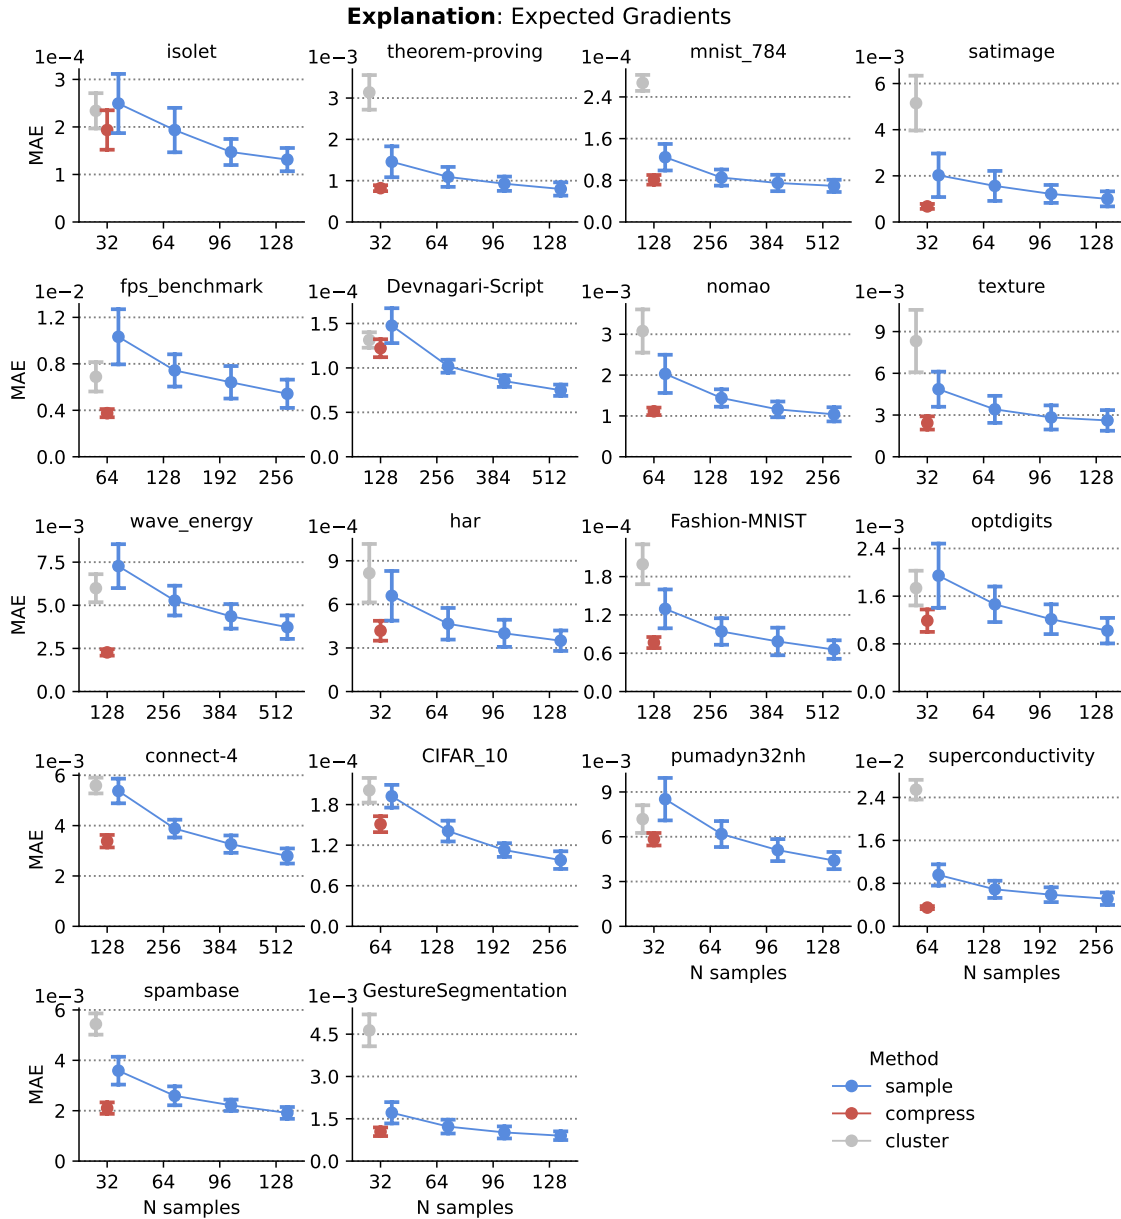 Explanation: Expected Gradients
isolet
1e−4
MAE
3
2
1
0
32 64 96 128
theorem-proving
1e−3
3
2
1
0
32 64 96 128
mnist_784
1e−4
2.4
1.6
0.8
0.0
128 256 384 512
satimage
1e−3
6
4
2
0
32 64 96 128
fps_benchmark
1e−2
MAE
1.2
0.8
0.4
0.0
64 128 192 256
Devnagari-Script
1e−4
1.5
1.0
0.5
0.0
128 256 384 512
nomao
1e−3
3
2
1
0
64 128 192 256
texture
1e−3
9
6
3
0
32 64 96 128
wave_energy
1e−3
MAE
7.5
5.0
2.5
0.0
128 256 384 512
har
1e−4
9
6
3
0
32 64 96 128
Fashion-MNIST
1e−4
1.8
1.2
0.6
0.0
128 256 384 512
optdigits
1e−3
2.4
1.6
0.8
0.0
32 64 96 128
connect-4
1e−3
MAE
6
4
2
0
128 256 384 512
CIFAR_10
1e−4
1.8
1.2
0.6
0.0
64 128 192 256
pumadyn32nh
1e−3
9
6
3
0
32 64 96 128
N samples
superconductivity
1e−2
2.4
1.6
0.8
0.0
64 128 192 256
N samples
spambase
1e−3
MAE
6
4
2
0
32 64 96 128
N samples
GestureSegmentation
1e−3
4.5
3.0
1.5
0.0
32 64 96 128
N samples
Method
sample
compress
cluster